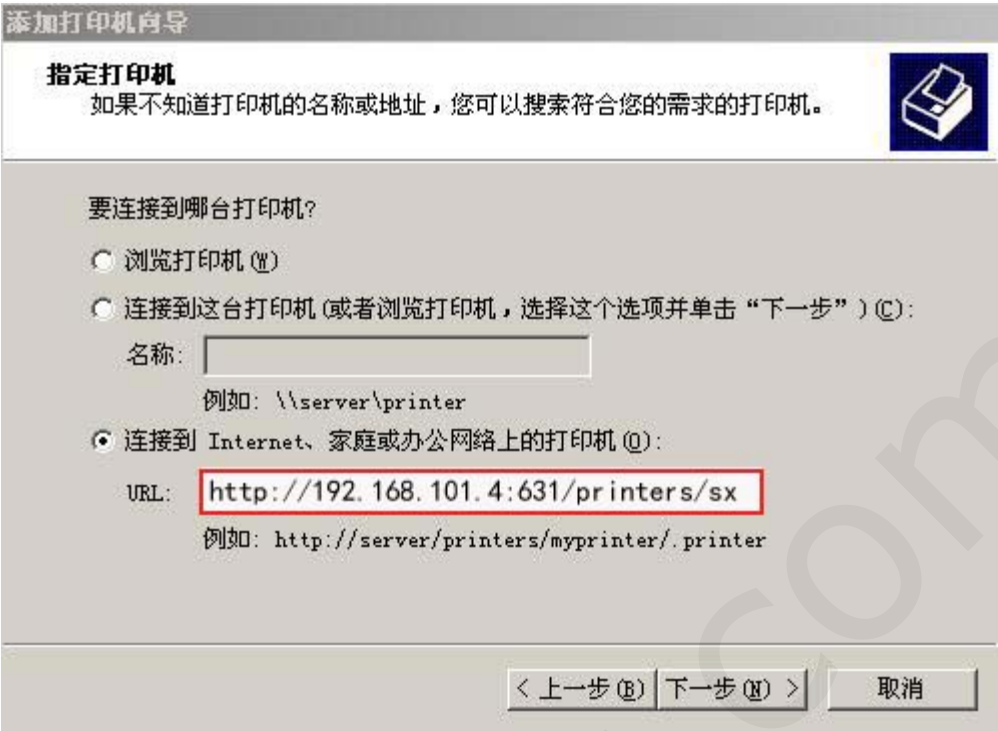 添加打印机向导
指定打印机
如果不知道打印机的名称或地址，您可以搜索符合您的需求的打印机。
要连接到哪台打印机?
浏览打印机(W)
连接到这台打印机(或者浏览打印机，选择这个选项并单击“下一步”)(C):
名称:
例如: \\server\printer
连接到 Internet、家庭或办公网络上的打印机(O):
URL: http://192.168.101.4:631/printers/sx
例如: http://server/printers/myprinter/.printer
< 上一步(B) 下一步(N) > 取消
com